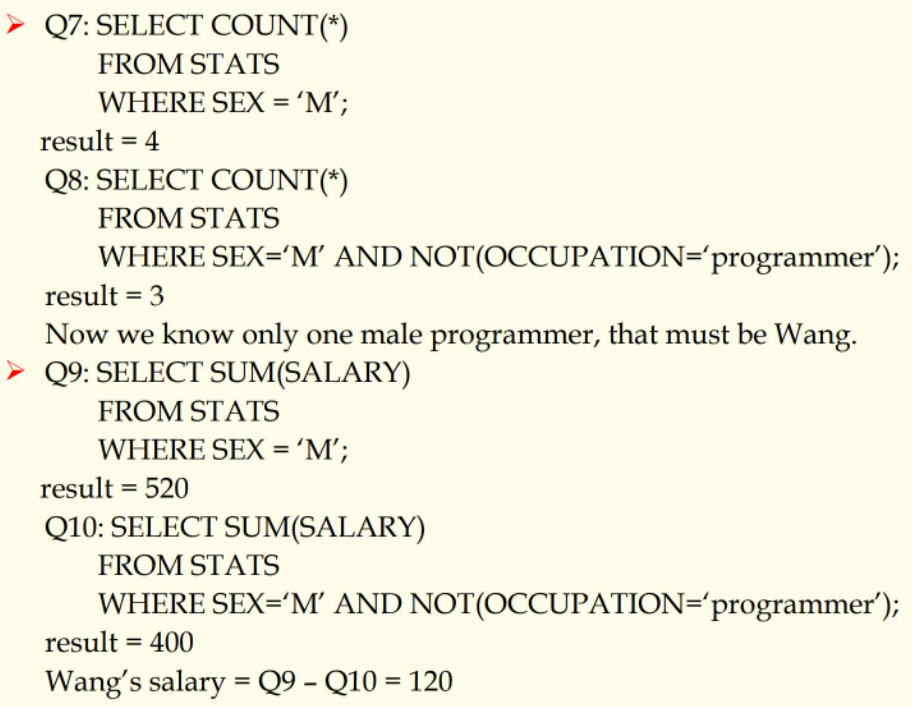 ➢ Q7: SELECT COUNT(*)
FROM STATS
WHERE SEX = ‘M’;
result = 4
Q8: SELECT COUNT(*)
FROM STATS
WHERE SEX=‘M’ AND NOT(OCCUPATION=‘programmer’);
result = 3
Now we know only one male programmer, that must be Wang.
➢ Q9: SELECT SUM(SALARY)
FROM STATS
WHERE SEX = ‘M’;
result = 520
Q10: SELECT SUM(SALARY)
FROM STATS
WHERE SEX=‘M’ AND NOT(OCCUPATION=‘programmer’);
result = 400
Wang’s salary = Q9 – Q10 = 120